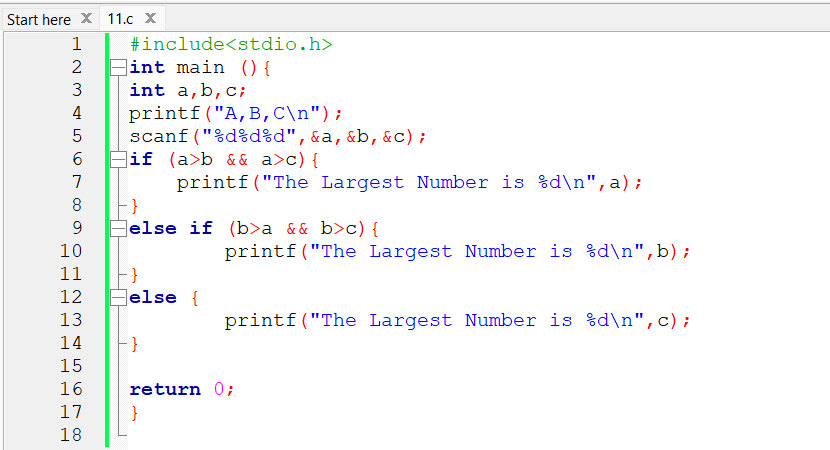 Start here X 11.c X
1 #include<stdio.h>
2 int main (){
3 int a,b,c;
4 printf("A,B,C\n");
5 scanf("%d%d%d",&a,&b,&c);
6 if (a>b && a>c){
7     printf("The Largest Number is %d\n",a);
8 }
9 else if (b>a && b>c){
10         printf("The Largest Number is %d\n",b);
11 }
12 else {
13         printf("The Largest Number is %d\n",c);
14 }
15
16 return 0;
17 }
18